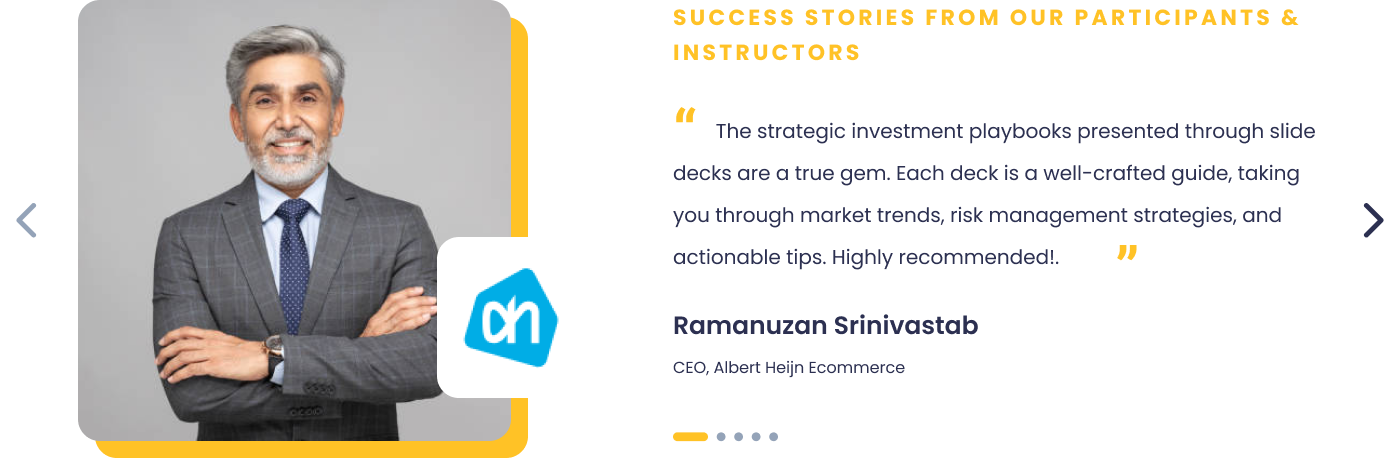 SUCCESS STORIES FROM OUR PARTICIPANTS &
INSTRUCTORS
“ The strategic investment playbooks presented through slide
decks are a true gem. Each deck is a well-crafted guide, taking
you through market trends, risk management strategies, and
actionable tips. Highly recommended!. ”
Ramanuzan Srinivastab
CEO, Albert Heijn Ecommerce
ah